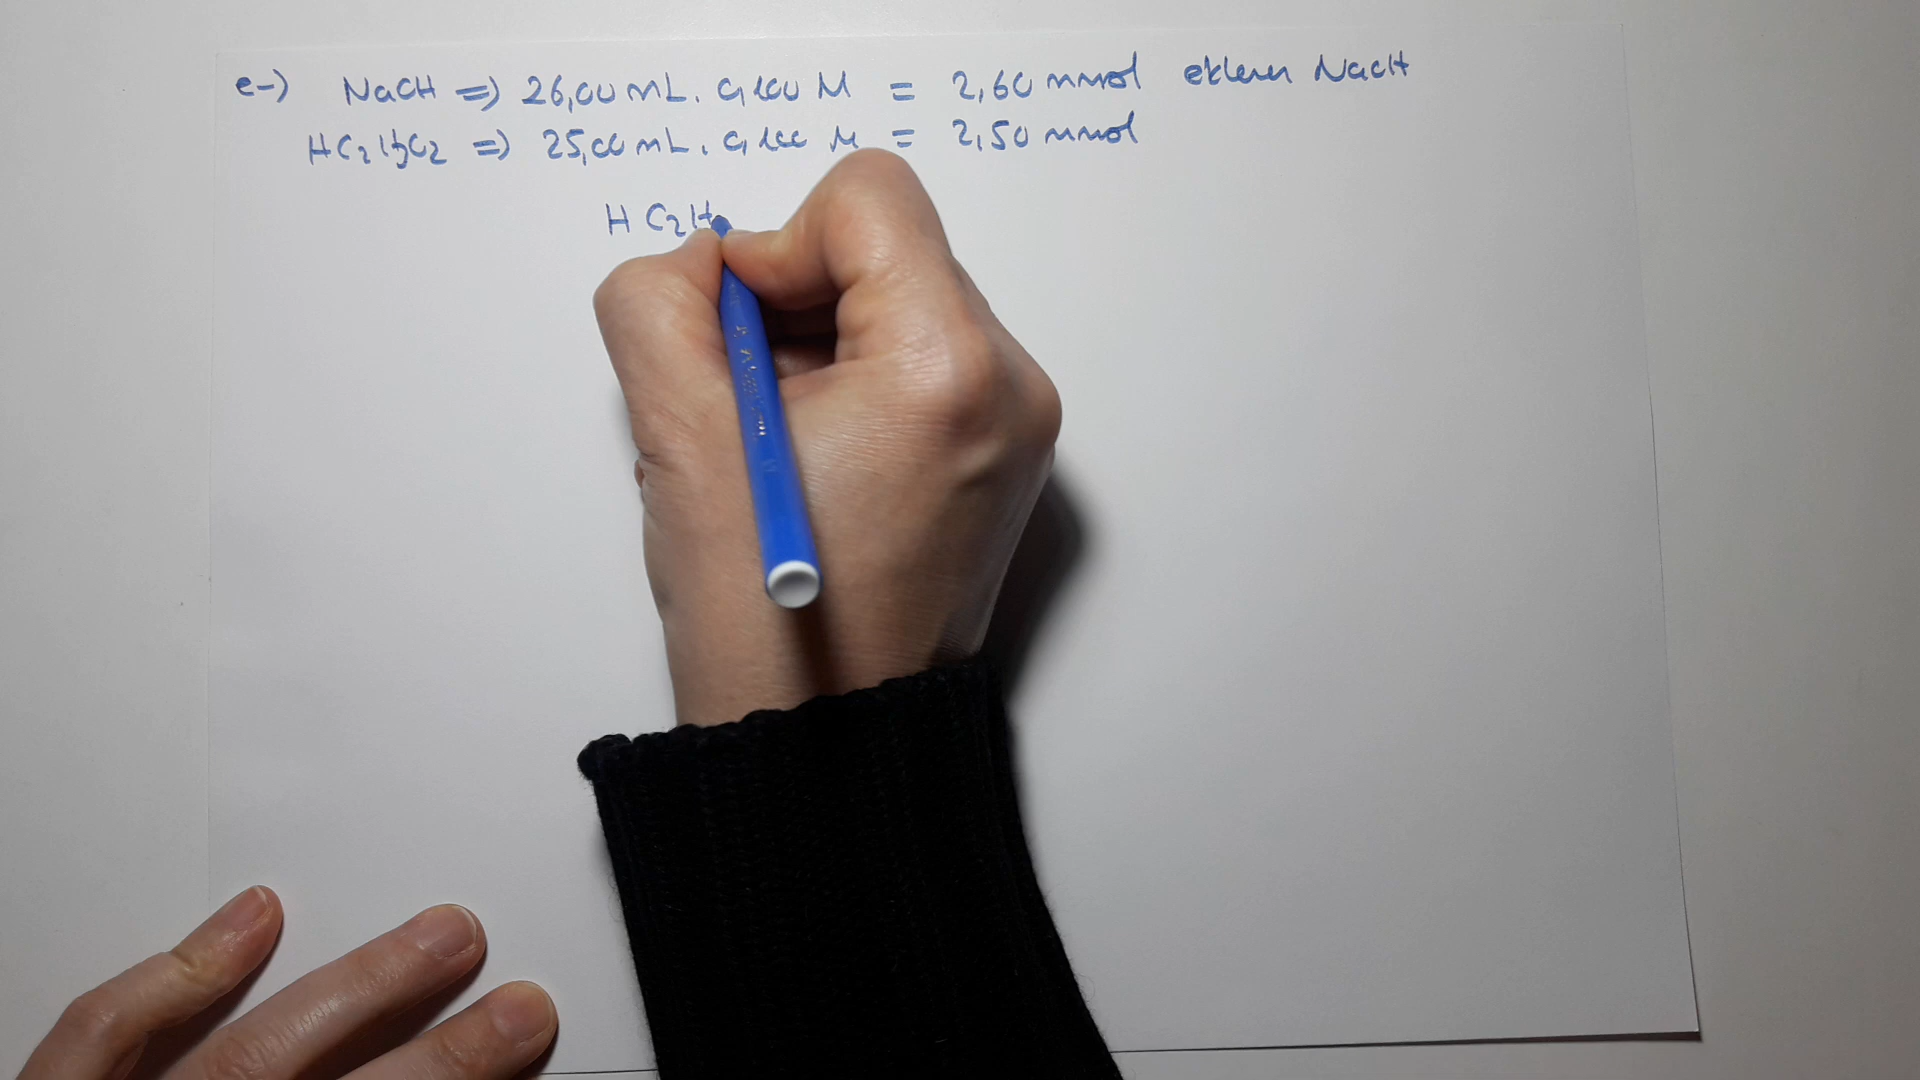 e-) NaOH => 26,00 mL . 0,100 M = 2,60 mmol eklenen NaOH
HC2H3O2 => 25,00 mL . 0,100 M = 2,50 mmol
H C2H3